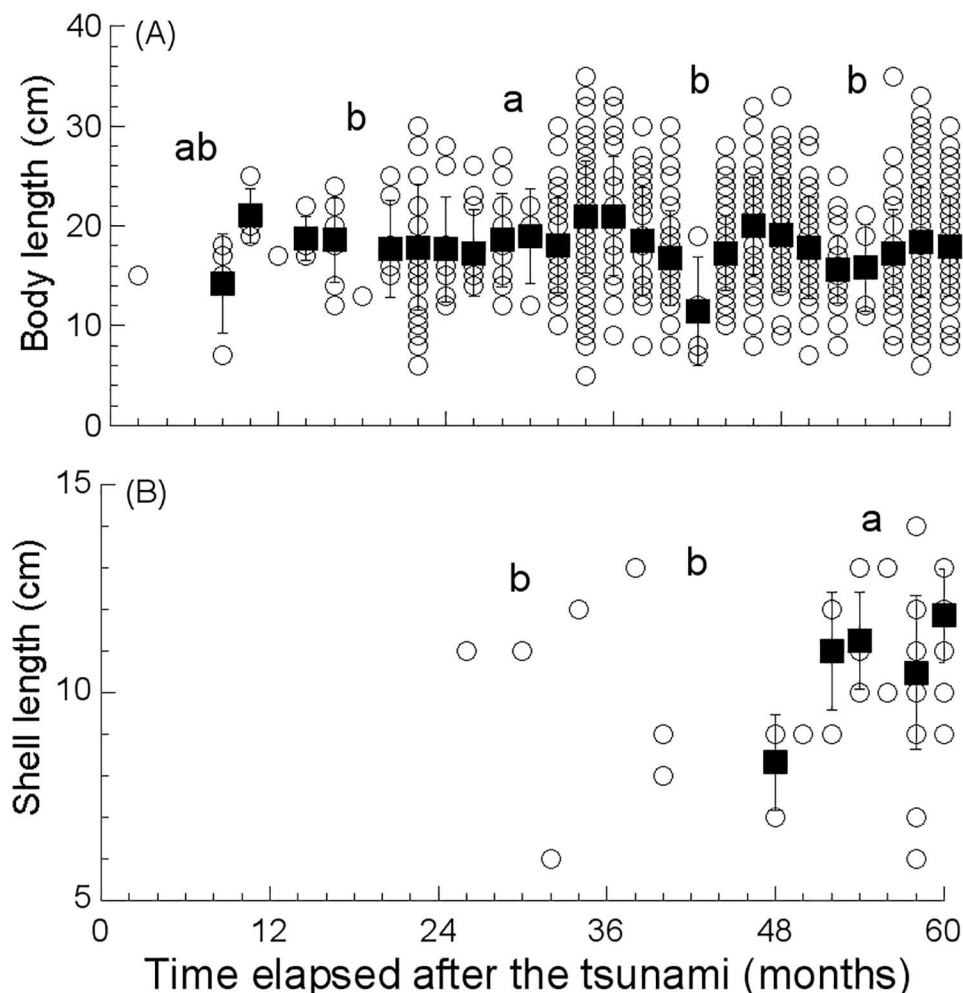 (A)
Body length (cm)
40
30
20
10
0
ab
b
a
b
b
(B)
Shell length (cm)
15
10
5
b
b
a
0 12 24 36 48 60
Time elapsed after the tsunami (months)